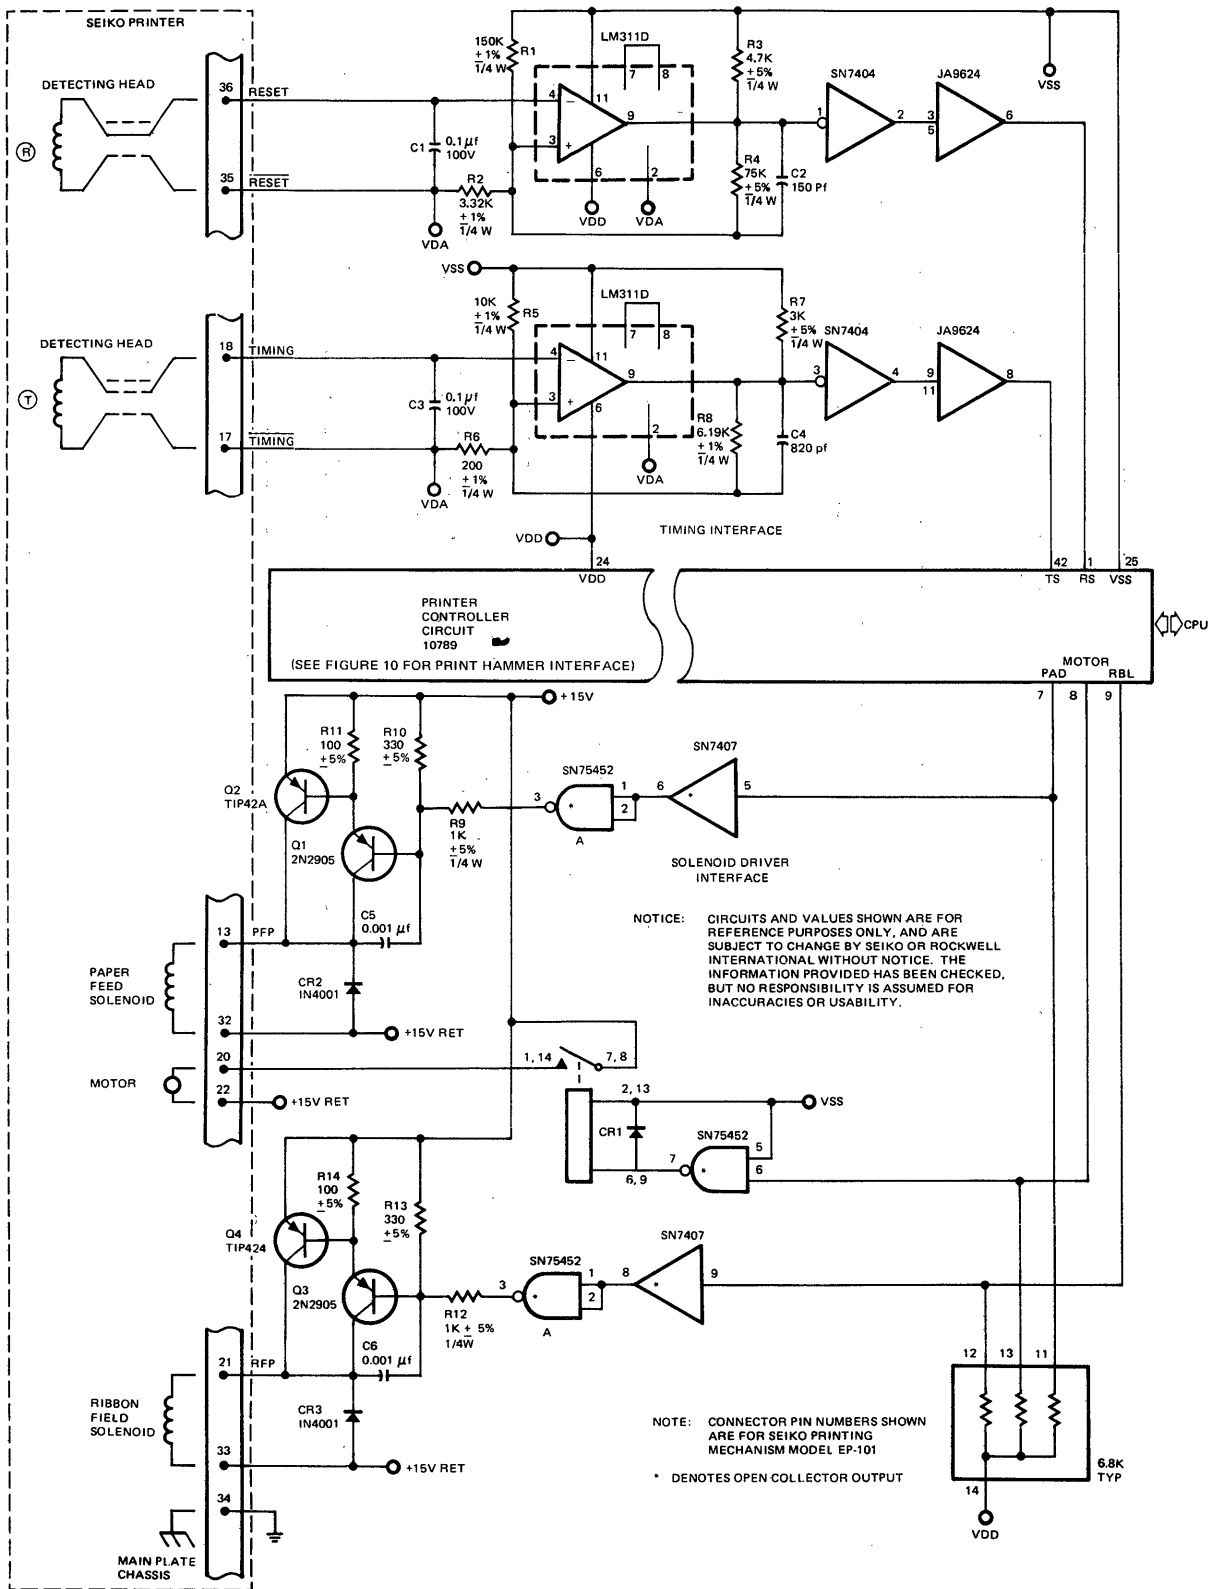 SEIKO PRINTER
DETECTING HEAD
R
36
RESET
35
RESET
C1
0.1 µf
100V
R2
3.32K
± 1%
1/4 W
VDA
150K
± 1%
1/4 W
R1
LM311D
7 8
4
11
9
3
6
2
VDD
VDA
R3
4.7K
± 5%
1/4 W
R4
75K
± 5%
1/4 W
C2
150 Pf
SN7404
1
2
JA9624
3
5
6
VSS
DETECTING HEAD
T
18
TIMING
17
TIMING
C3
0.1 µf
100V
R6
200
± 1%
1/4 W
VDA
VSS
10K
± 1%
1/4 W
R5
LM311D
7 8
4
11
9
3
6
2
VDA
R7
3K
± 5%
1/4 W
R8
6.19K
± 1%
1/4 W
C4
820 pf
SN7404
3
4
JA9624
9
11
8
TIMING INTERFACE
VDD
24
VDD
42 1 25
TS RS VSS
PRINTER
CONTROLLER
CIRCUIT
10789
(SEE FIGURE 10 FOR PRINT HAMMER INTERFACE)
CPU
MOTOR
PAD RBL
7 8 9
+15V
R11
100
± 5%
R10
330
± 5%
Q2
TIP42A
Q1
2N2905
R9
1K
± 5%
1/4 W
SN75452
3
1
2
A
SN7407
6
5
SOLENOID DRIVER
INTERFACE
C5
0.001 µf
13
PFP
PAPER
FEED
SOLENOID
CR2
IN4001
32
+15V RET
20
MOTOR
22
+15V RET
NOTICE: CIRCUITS AND VALUES SHOWN ARE FOR
REFERENCE PURPOSES ONLY, AND ARE
SUBJECT TO CHANGE BY SEIKO OR ROCKWELL
INTERNATIONAL WITHOUT NOTICE. THE
INFORMATION PROVIDED HAS BEEN CHECKED,
BUT NO RESPONSIBILITY IS ASSUMED FOR
INACCURACIES OR USABILITY.
1, 14
7, 8
2, 13
VSS
CR1
6, 9
SN75452
7
5
6
R14
100
± 5%
R13
330
± 5%
Q4
TIP424
Q3
2N2905
R12
1K ± 5%
1/4W
SN75452
3
1
2
A
SN7407
8
9
C6
0.001 µf
21
RFP
RIBBON
FIELD
SOLENOID
CR3
IN4001
33
+15V RET
34
MAIN PLATE
CHASSIS
12 13 11
6.8K
TYP
14
VDD
NOTE: CONNECTOR PIN NUMBERS SHOWN
ARE FOR SEIKO PRINTING
MECHANISM MODEL EP-101
* DENOTES OPEN COLLECTOR OUTPUT